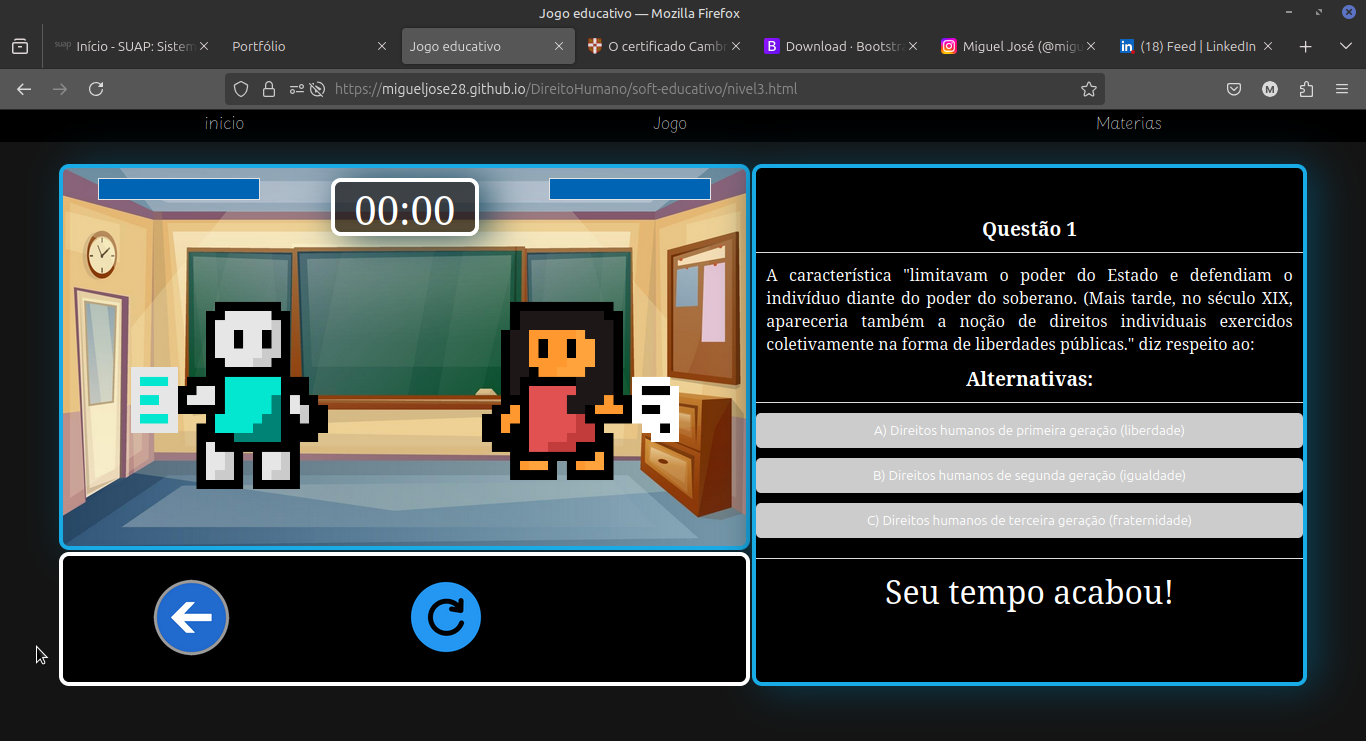 Jogo educativo — Mozilla Firefox
suap Início - SUAP: Sistem
Portfólio
Jogo educativo
O certificado Cambr
B Download · Bootstra
Miguel José (@migu
in (18) Feed | LinkedIn
https://migueljose28.github.io/DireitoHumano/soft-educativo/nivel3.html
M
inicio
Jogo
Materias
00:00
Questão 1
A característica "limitavam o poder do Estado e defendiam o
indivíduo diante do poder do soberano. (Mais tarde, no século XIX,
apareceria também a noção de direitos individuais exercidos
coletivamente na forma de liberdades públicas." diz respeito ao:
Alternativas:
A) Direitos humanos de primeira geração (liberdade)
B) Direitos humanos de segunda geração (igualdade)
C) Direitos humanos de terceira geração (fraternidade)
Seu tempo acabou!